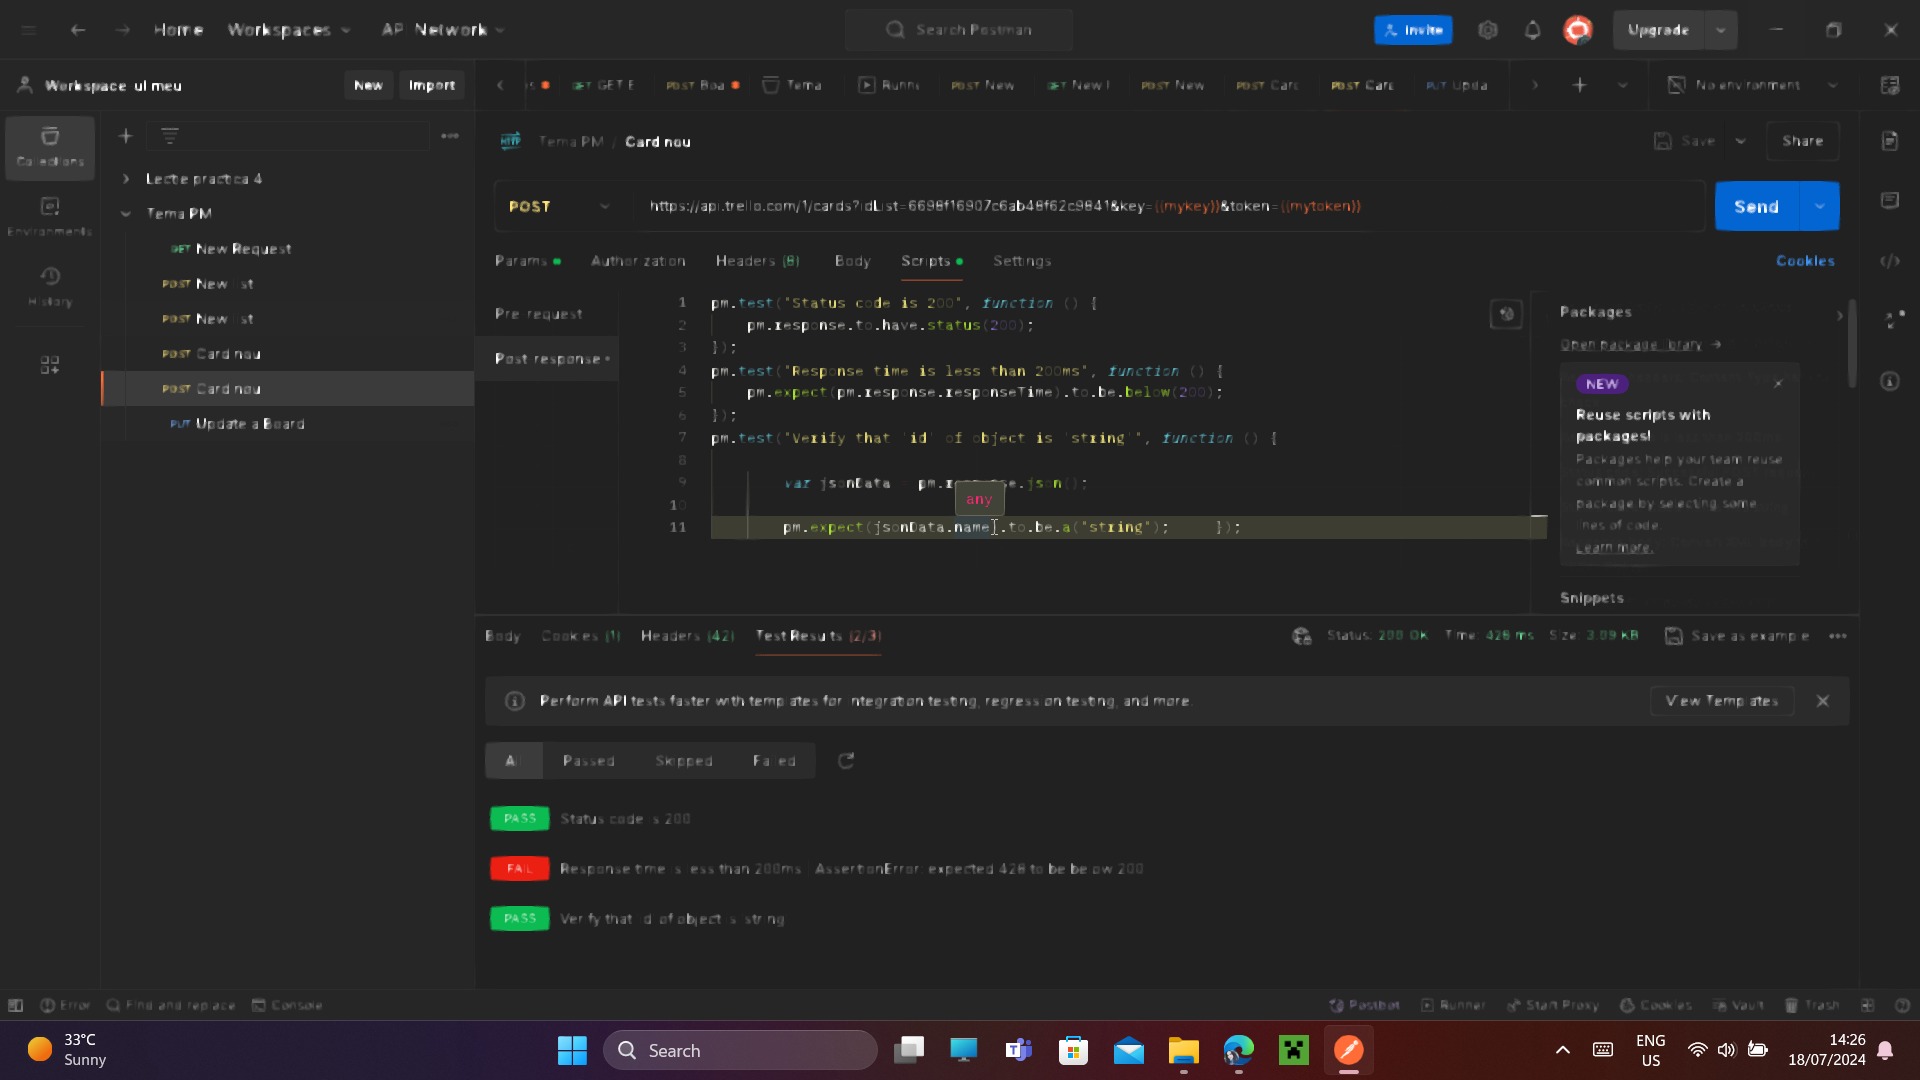 Home
Workspaces
API Network
Search Postman
Invite
Upgrade
Workspace-ul meu
New
Import
GET E
POST Boa
Tema
Runn
POST New
GET New l
POST New
POST Carc
POST Carc
PUT Upda
No environment
Collections
Environments
History
Lectie practica 4
Tema PM
GET New Request
POST New list
POST New list
POST Card nou
POST Card nou
PUT Update a Board
HTTP Tema PM / Card nou
Save
Share
POST
https://api.trello.com/1/cards?idList=6698f16907c6ab48f62c9841&key={{mykey}}&token={{mytoken}}
Send
Params
Authorization
Headers (8)
Body
Scripts
Settings
Cookies
Pre-request
Post-response
1 pm.test("Status code is 200", function () {
2 pm.response.to.have.status(200);
3 });
4 pm.test("Response time is less than 200ms", function () {
5 pm.expect(pm.response.responseTime).to.be.below(200);
6 });
7 pm.test("Verify that 'id' of object is 'string'", function () {
8
9 var jsonData = pm.response.json();
any
10
11 pm.expect(jsonData.name).to.be.a("string"); });
Packages
Open package library →
NEW
Reuse scripts with
packages!
Packages help your team reuse
common scripts. Create a
package by selecting some
lines of code.
Learn more.
Snippets
Body
Cookies (1)
Headers (42)
Test Results (2/3)
Status: 200 OK
Time: 428 ms
Size: 3.09 KB
Save as example
Perform API tests faster with templates for integration testing, regression testing, and more.
View Templates
All
Passed
Skipped
Failed
PASS Status code is 200
FAIL Response time is less than 200ms | AssertionError: expected 428 to be below 200
PASS Verify that 'id' of object is 'string'
Error
Find and replace
Console
Postbot
Runner
Start Proxy
Cookies
Vault
Trash
33°C
Sunny
Search
ENG
US
14:26
18/07/2024